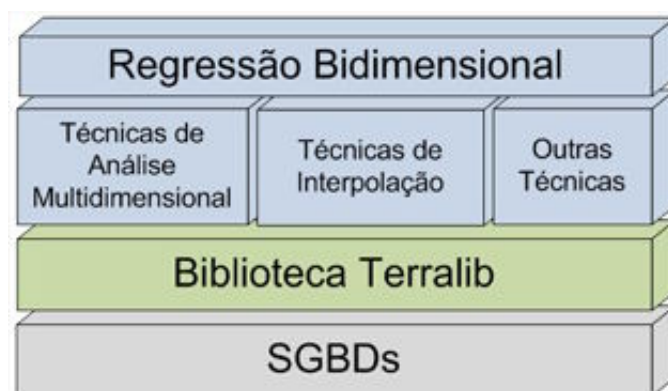 Regressão Bidimensional
Técnicas de
Análise
Multidimensional
Técnicas de
Interpolação
Outras
Técnicas
Biblioteca Terralib
SGBDs